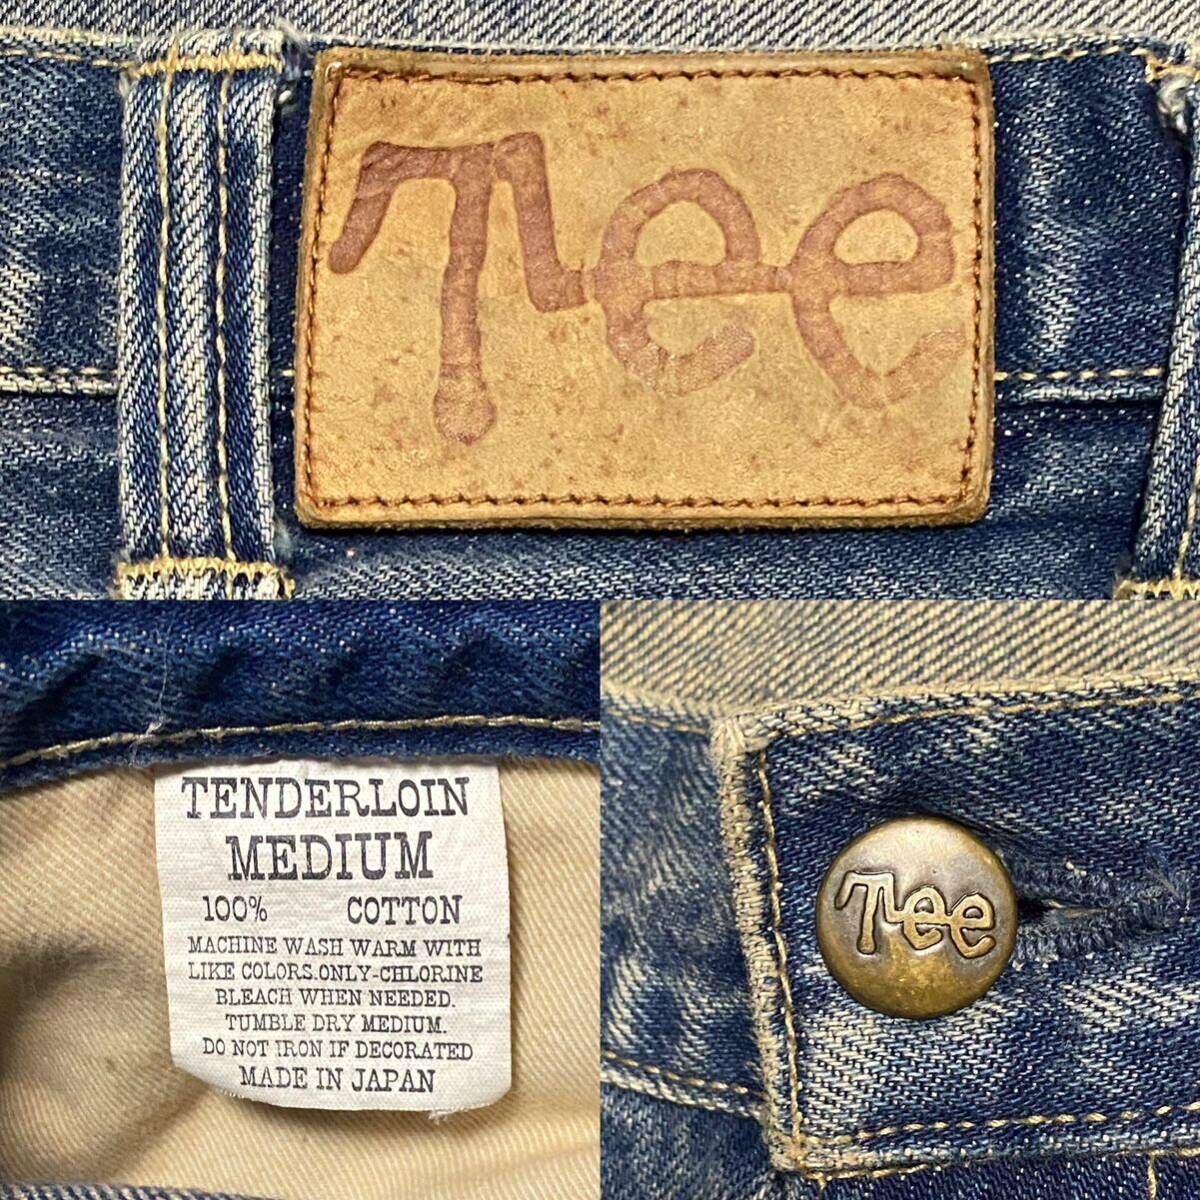 Tee
TENDERLOIN
MEDIUM
100% COTTON
MACHINE WASH WARM WITH
LIKE COLORS.ONLY-CHLORINE
BLEACH WHEN NEEDED.
TUMBLE DRY MEDIUM.
DO NOT IRON IF DECORATED
MADE IN JAPAN
Tee